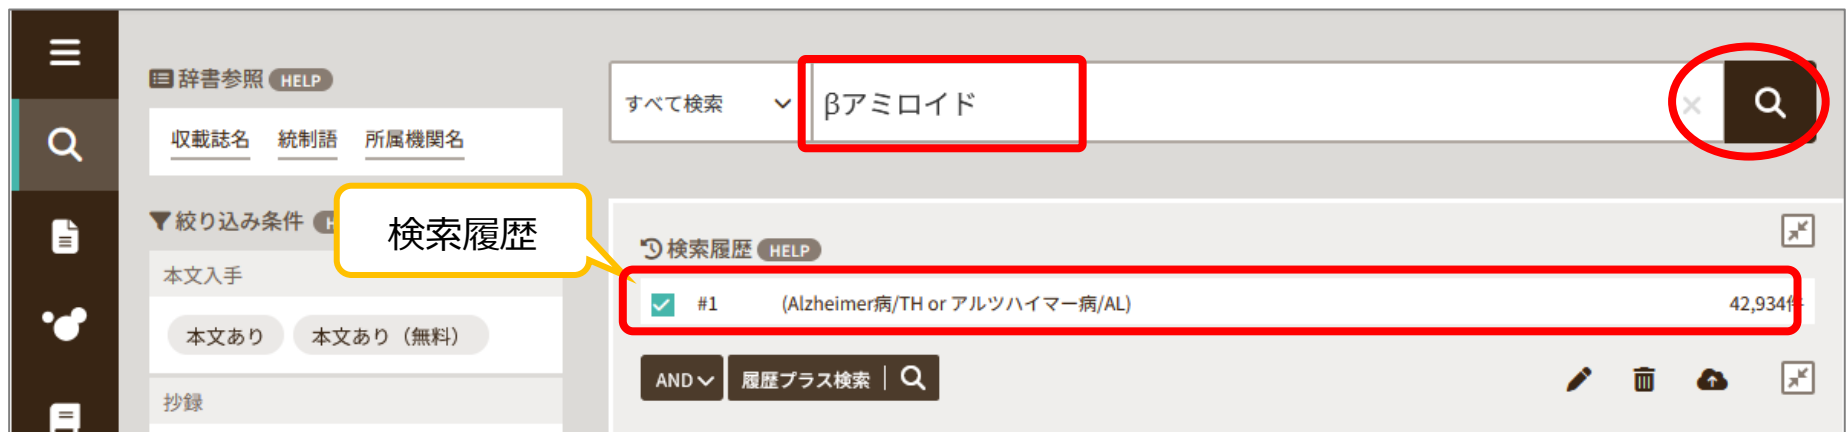 辞書参照 HELP
収載誌名 統制語 所属機関名
すべて検索 βアミロイド
絞り込み条件
検索履歴
本文入手
本文あり 本文あり（無料）
抄録
検索履歴 HELP
#1 (Alzheimer病/TH or アルツハイマー病/AL) 42,934件
AND 履歴プラス検索